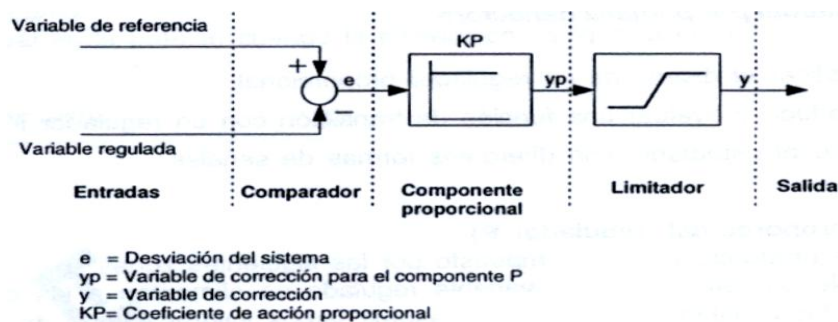 Variable de referencia
KP
+
e
yp
y
−
Variable regulada
Entradas
Comparador
Componente
proporcional
Limitador
Salida
e = Desviación del sistema
yp = Variable de corrección para el componente P
y = Variable de corrección
KP= Coeficiente de acción proporcional